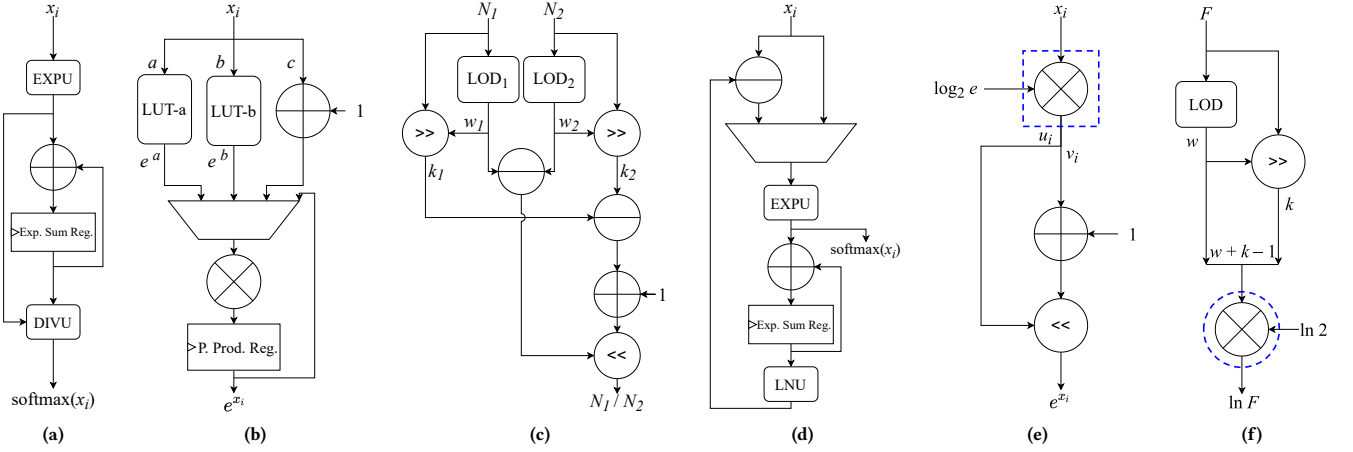 x_i
EXPU
>Exp. Sum Reg.
DIVU
softmax(x_i)
(a)
x_i
a
b
c
LUT-a
LUT-b
1
e^a
e^b
>P. Prod. Reg.
e^{x_i}
(b)
N_1
N_2
LOD_1
LOD_2
>>
w_1
w_2
>>
k_1
k_2
1
<<
N_1 / N_2
(c)
x_i
EXPU
softmax(x_i)
>Exp. Sum Reg.
LNU
(d)
x_i
log_2 e
u_i
v_i
1
<<
e^{x_i}
(e)
F
LOD
w
>>
k
w + k − 1
ln 2
ln F
(f)